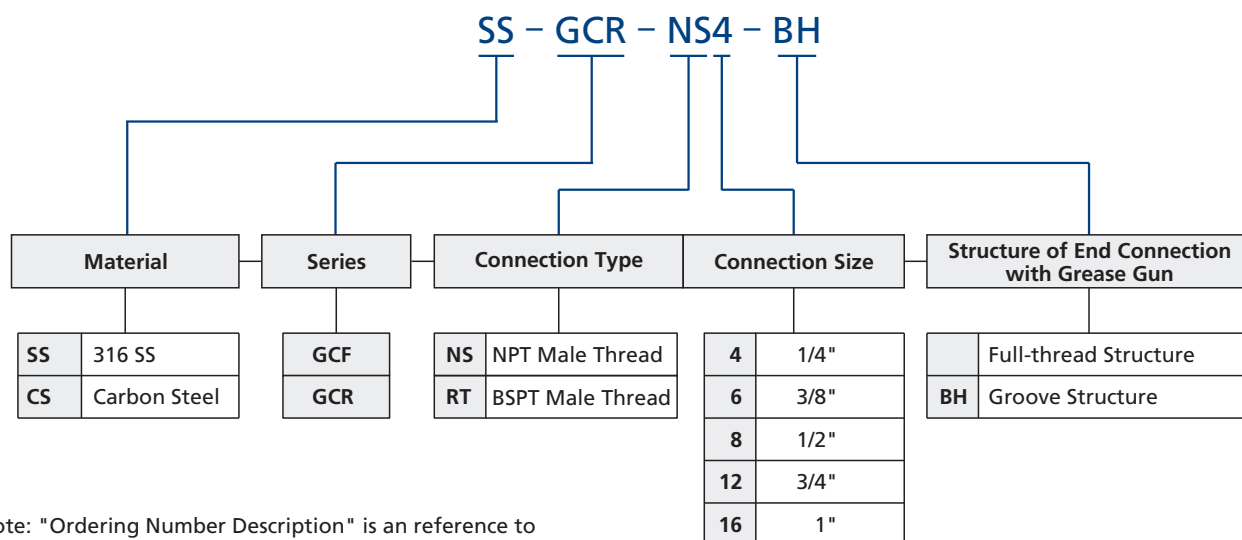 SS – GCR – NS4 – BH
Material
Series
Connection Type
Connection Size
Structure of End Connection
with Grease Gun
SS 316 SS
CS Carbon Steel
GCF
GCR
NS NPT Male Thread
RT BSPT Male Thread
4 1/4"
6 3/8"
8 1/2"
12 3/4"
16 1"
Full-thread Structure
BH Groove Structure
ote: "Ordering Number Description" is an reference to